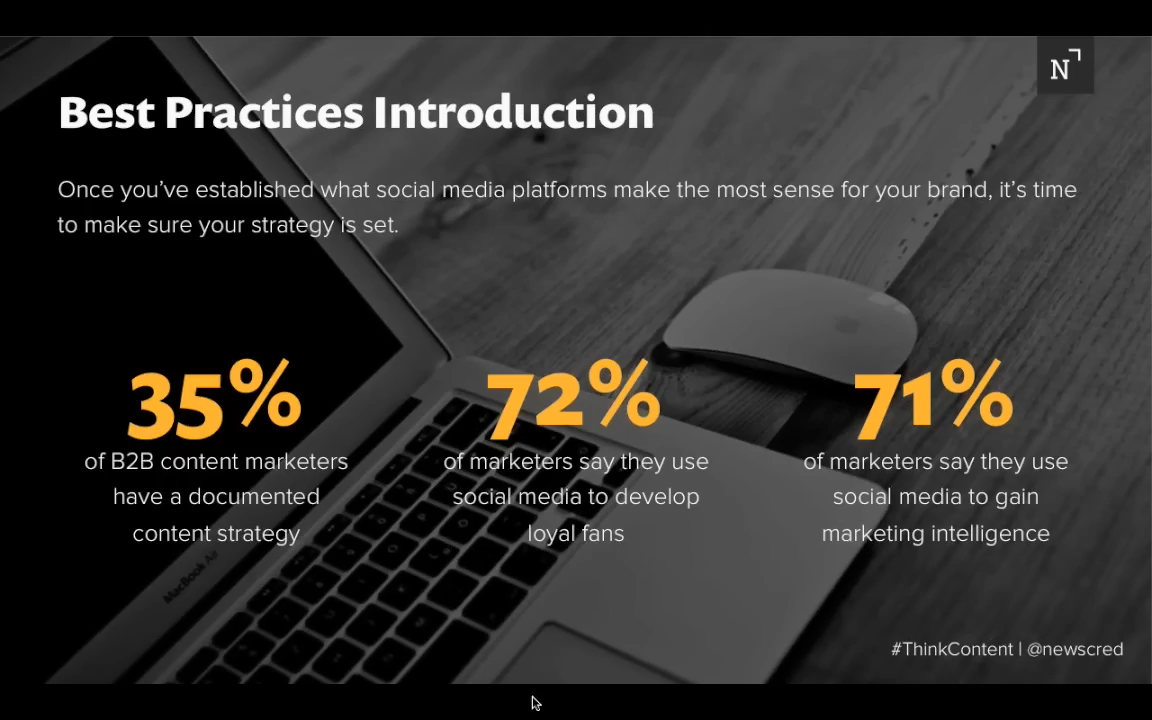 N
Best Practices Introduction
Once you’ve established what social media platforms make the most sense for your brand, it’s time
to make sure your strategy is set.
35%
of B2B content marketers
have a documented
content strategy
72%
of marketers say they use
social media to develop
loyal fans
71%
of marketers say they use
social media to gain
marketing intelligence
MacBook Air
#ThinkContent | @newscred